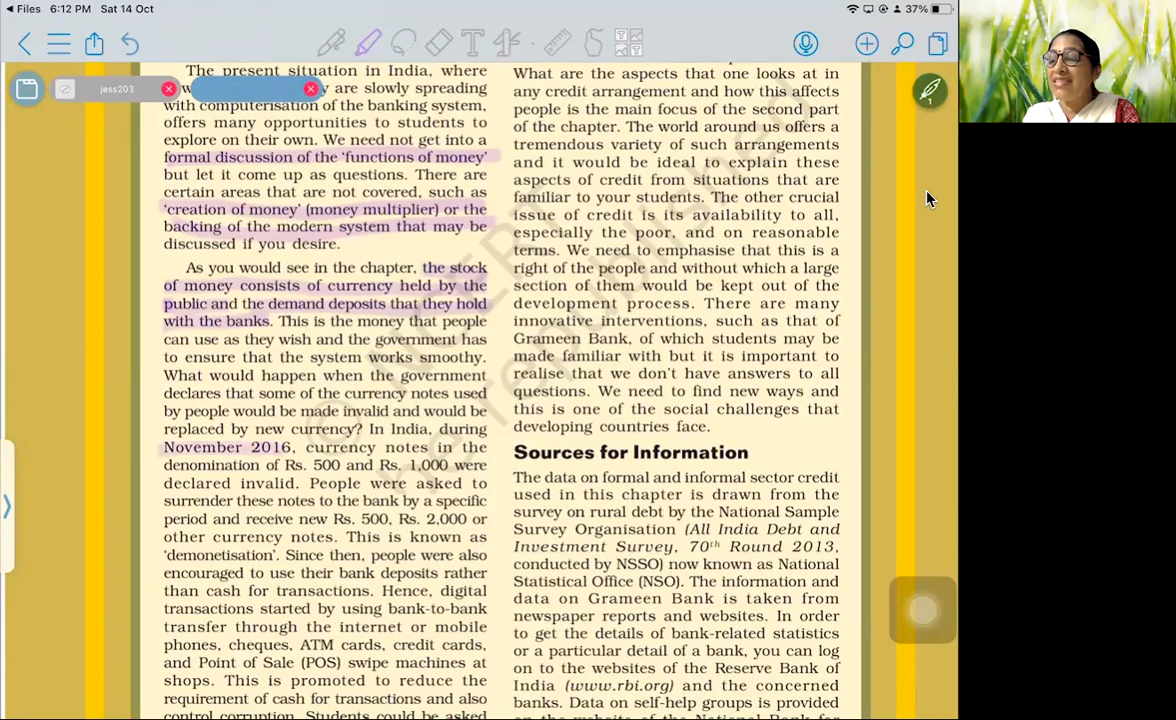 Files 6:12 PM Sat 14 Oct
37%
jess203
1
The present situation in India, where
y are slowly spreading
with computerisation of the banking system,
offers many opportunities to students to
explore on their own. We need not get into a
formal discussion of the ‘functions of money’
but let it come up as questions. There are
certain areas that are not covered, such as
‘creation of money’ (money multiplier) or the
backing of the modern system that may be
discussed if you desire.
As you would see in the chapter, the stock
of money consists of currency held by the
public and the demand deposits that they hold
with the banks. This is the money that people
can use as they wish and the government has
to ensure that the system works smoothy.
What would happen when the government
declares that some of the currency notes used
by people would be made invalid and would be
replaced by new currency? In India, during
November 2016, currency notes in the
denomination of Rs. 500 and Rs. 1,000 were
declared invalid. People were asked to
surrender these notes to the bank by a specific
period and receive new Rs. 500, Rs. 2,000 or
other currency notes. This is known as
‘demonetisation’. Since then, people were also
encouraged to use their bank deposits rather
than cash for transactions. Hence, digital
transactions started by using bank-to-bank
transfer through the internet or mobile
phones, cheques, ATM cards, credit cards,
and Point of Sale (POS) swipe machines at
shops. This is promoted to reduce the
requirement of cash for transactions and also
control corruption. Students could be asked
What are the aspects that one looks at in
any credit arrangement and how this affects
people is the main focus of the second part
of the chapter. The world around us offers a
tremendous variety of such arrangements
and it would be ideal to explain these
aspects of credit from situations that are
familiar to your students. The other crucial
issue of credit is its availability to all,
especially the poor, and on reasonable
terms. We need to emphasise that this is a
right of the people and without which a large
section of them would be kept out of the
development process. There are many
innovative interventions, such as that of
Grameen Bank, of which students may be
made familiar with but it is important to
realise that we don’t have answers to all
questions. We need to find new ways and
this is one of the social challenges that
developing countries face.
Sources for Information
The data on formal and informal sector credit
used in this chapter is drawn from the
survey on rural debt by the National Sample
Survey Organisation (All India Debt and
Investment Survey, 70th Round 2013,
conducted by NSSO) now known as National
Statistical Office (NSO). The information and
data on Grameen Bank is taken from
newspaper reports and websites. In order
to get the details of bank-related statistics
or a particular detail of a bank, you can log
on to the websites of the Reserve Bank of
India (www.rbi.org) and the concerned
banks. Data on self-help groups is provided
on the website of the National Bank for
© NCERT
be republished